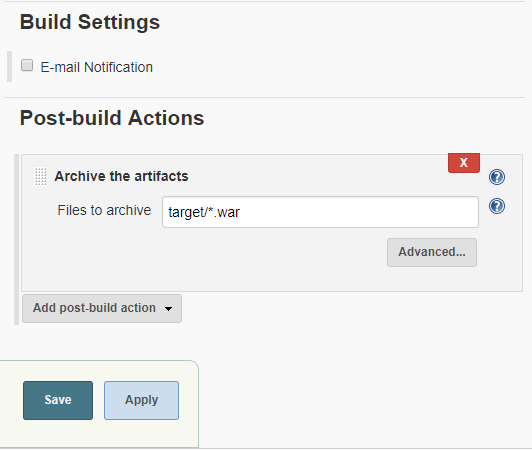 Build Settings
E-mail Notification
Post-build Actions
X
Archive the artifacts
?
Files to archive target/*.war
?
Advanced...
Add post-build action
Save Apply